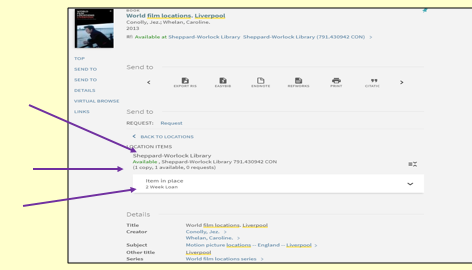 BOOK
World film locations. Liverpool
Conolly, Jez.; Whelan, Caroline.
2013
Available at Sheppard-Worlock Library Sheppard-Worlock Library (791.430942 CON) >
TOP
SEND TO
SEND TO
DETAILS
VIRTUAL BROWSE
LINKS
Send to
EXPORT RIS
EASYBIB
ENDNOTE
REFWORKS
PRINT
CITATIO
Send to
REQUEST: Request
BACK TO LOCATIONS
LOCATION ITEMS
Sheppard-Worlock Library
Available , Sheppard-Worlock Library 791.430942 CON
(1 copy, 1 available, 0 requests)
Item in place
2 Week Loan
Details
Title World film locations. Liverpool
Creator Conolly, Jez. >
Whelan, Caroline. >
Subject Motion picture locations -- England -- Liverpool >
Other title Liverpool
Series World film locations series >